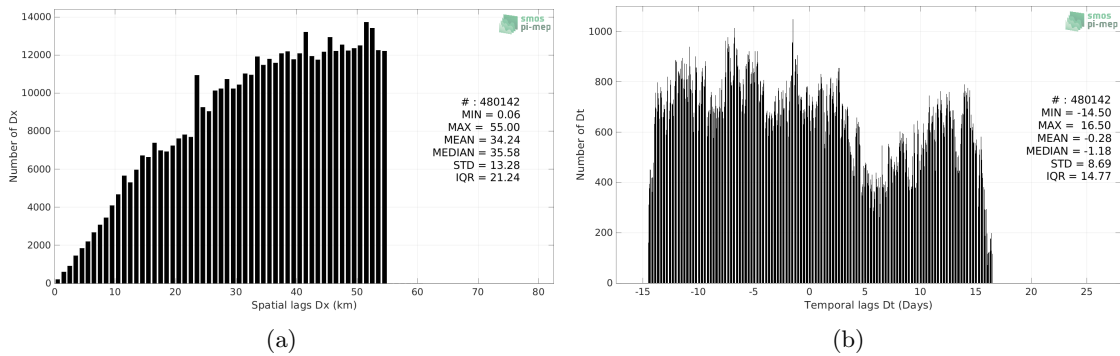 14000
12000
10000
8000
6000
4000
2000
0
Number of Dx
smos
pi-mep
# : 480142
MIN = 0.06
MAX = 55.00
MEAN = 34.24
MEDIAN = 35.58
STD = 13.28
IQR = 21.24
0 10 20 30 40 50 60 70 80
Spatial lags Dx (km)
(a)
1000
800
600
400
200
0
Number of Dt
smos
pi-mep
# : 480142
MIN = -14.50
MAX = 16.50
MEAN = -0.28
MEDIAN = -1.18
STD = 8.69
IQR = 14.77
-15 -10 -5 0 5 10 15 20 25
Temporal lags Dt (Days)
(b)